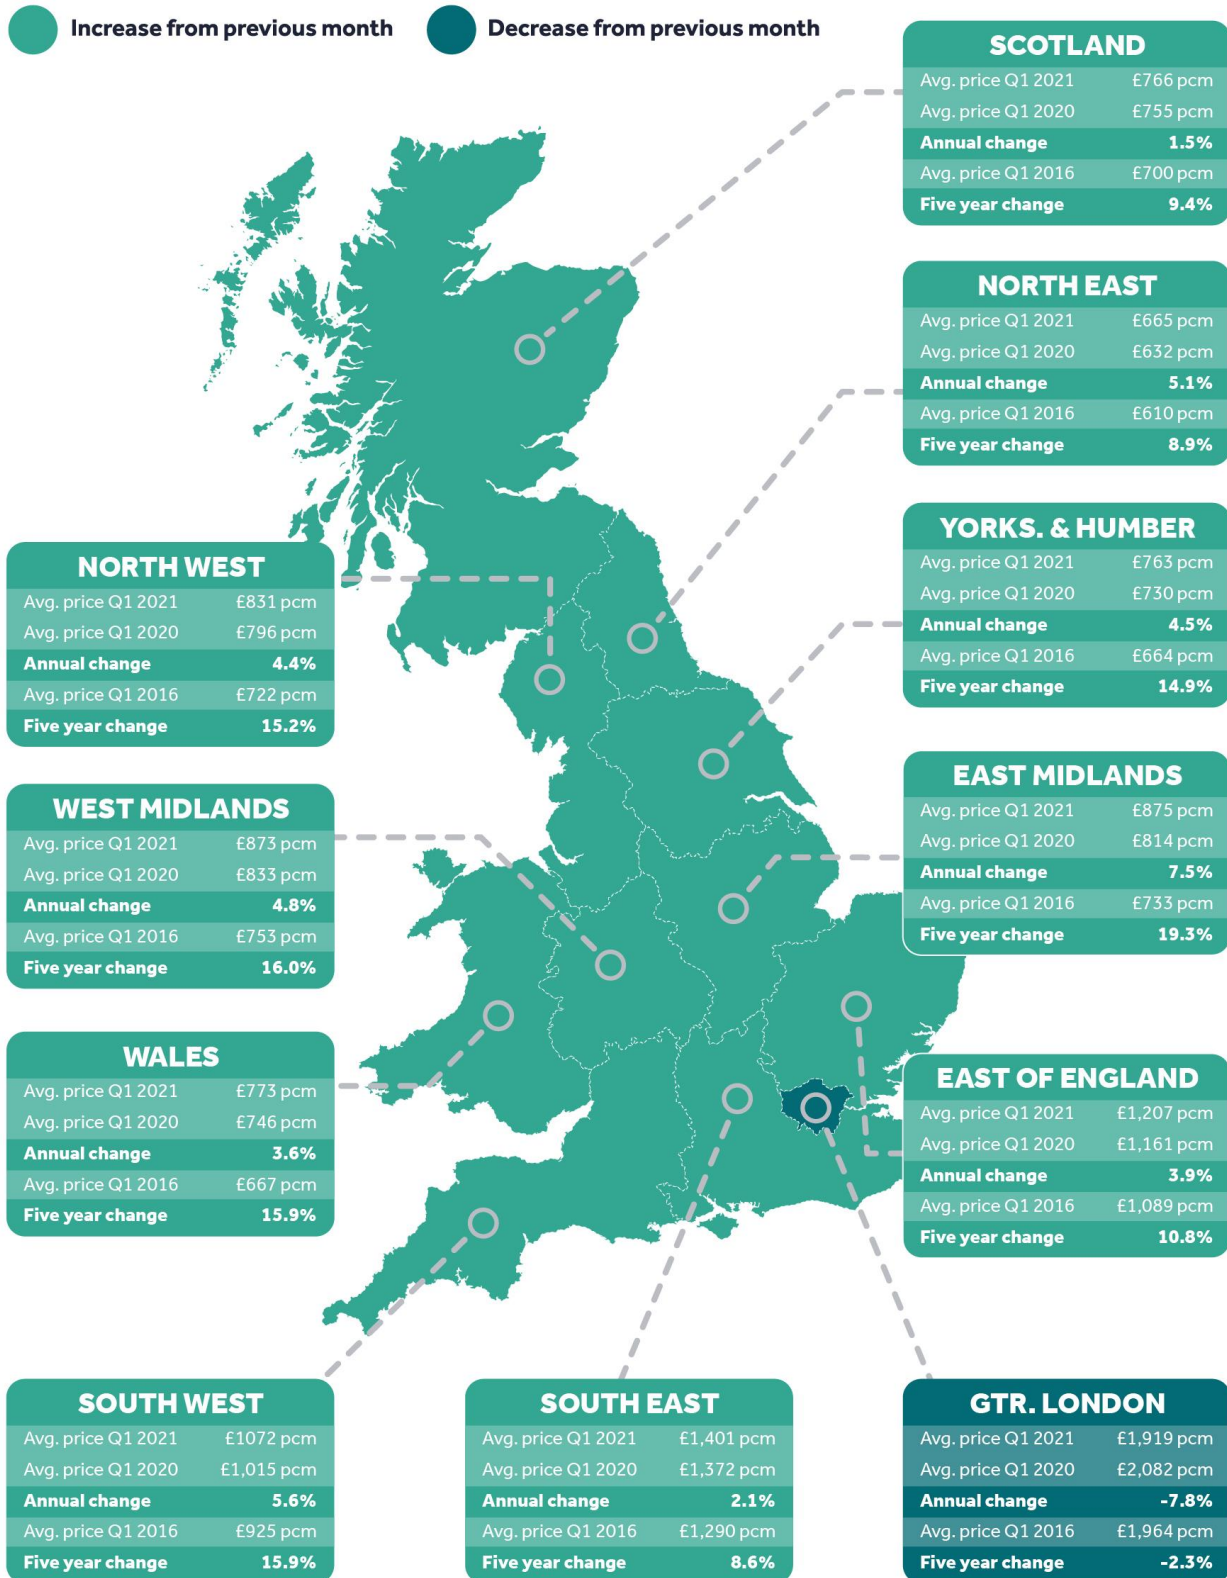 Increase from previous month
Decrease from previous month
SCOTLAND
Avg. price Q1 2021 £766 pcm
Avg. price Q1 2020 £755 pcm
Annual change 1.5%
Avg. price Q1 2016 £700 pcm
Five year change 9.4%
NORTH EAST
Avg. price Q1 2021 £665 pcm
Avg. price Q1 2020 £632 pcm
Annual change 5.1%
Avg. price Q1 2016 £610 pcm
Five year change 8.9%
YORKS. & HUMBER
Avg. price Q1 2021 £763 pcm
Avg. price Q1 2020 £730 pcm
Annual change 4.5%
Avg. price Q1 2016 £664 pcm
Five year change 14.9%
NORTH WEST
Avg. price Q1 2021 £831 pcm
Avg. price Q1 2020 £796 pcm
Annual change 4.4%
Avg. price Q1 2016 £722 pcm
Five year change 15.2%
EAST MIDLANDS
Avg. price Q1 2021 £875 pcm
Avg. price Q1 2020 £814 pcm
Annual change 7.5%
Avg. price Q1 2016 £733 pcm
Five year change 19.3%
WEST MIDLANDS
Avg. price Q1 2021 £873 pcm
Avg. price Q1 2020 £833 pcm
Annual change 4.8%
Avg. price Q1 2016 £753 pcm
Five year change 16.0%
WALES
Avg. price Q1 2021 £773 pcm
Avg. price Q1 2020 £746 pcm
Annual change 3.6%
Avg. price Q1 2016 £667 pcm
Five year change 15.9%
EAST OF ENGLAND
Avg. price Q1 2021 £1,207 pcm
Avg. price Q1 2020 £1,161 pcm
Annual change 3.9%
Avg. price Q1 2016 £1,089 pcm
Five year change 10.8%
SOUTH WEST
Avg. price Q1 2021 £1072 pcm
Avg. price Q1 2020 £1,015 pcm
Annual change 5.6%
Avg. price Q1 2016 £925 pcm
Five year change 15.9%
SOUTH EAST
Avg. price Q1 2021 £1,401 pcm
Avg. price Q1 2020 £1,372 pcm
Annual change 2.1%
Avg. price Q1 2016 £1,290 pcm
Five year change 8.6%
GTR. LONDON
Avg. price Q1 2021 £1,919 pcm
Avg. price Q1 2020 £2,082 pcm
Annual change -7.8%
Avg. price Q1 2016 £1,964 pcm
Five year change -2.3%